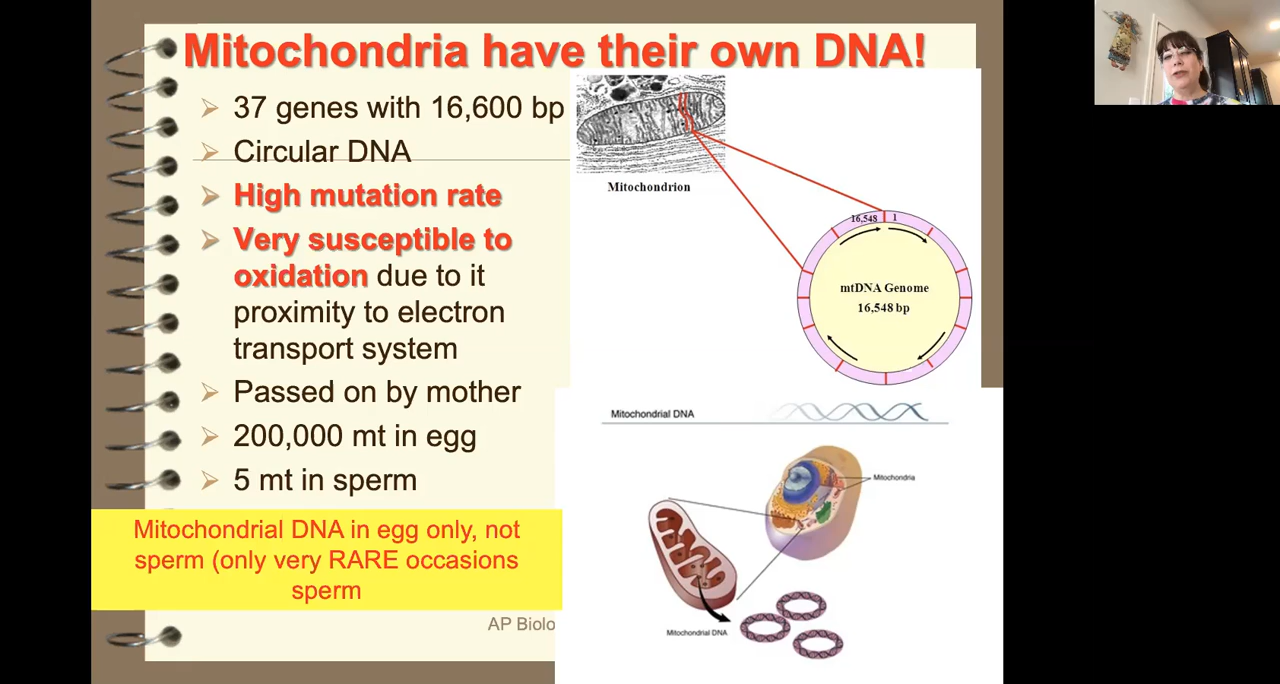 Mitochondria have their own DNA!
37 genes with 16,600 bp
Circular DNA
High mutation rate
Very susceptible to
oxidation due to it
proximity to electron
transport system
Passed on by mother
200,000 mt in egg
5 mt in sperm
Mitochondrial DNA in egg only, not
sperm (only very RARE occasions
sperm
AP Biolo
Mitochondrion
16,548 1
mtDNA Genome
16,548 bp
Mitochondrial DNA
Mitochondria
Mitochondrial DNA